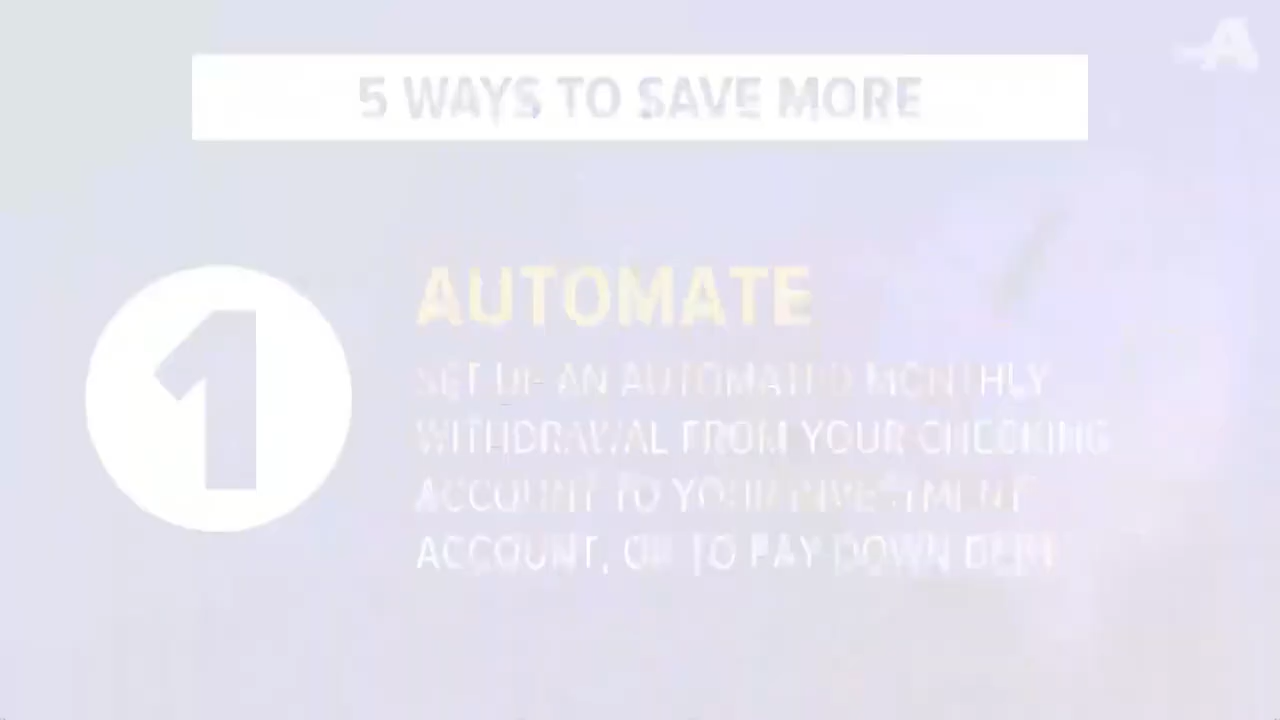 5 WAYS TO SAVE MORE
1
AUTOMATE
SET UP AN AUTOMATED MONTHLY
WITHDRAWAL FROM YOUR CHECKING
ACCOUNT TO YOUR INVESTMENT
ACCOUNT, OR TO PAY DOWN DEBT